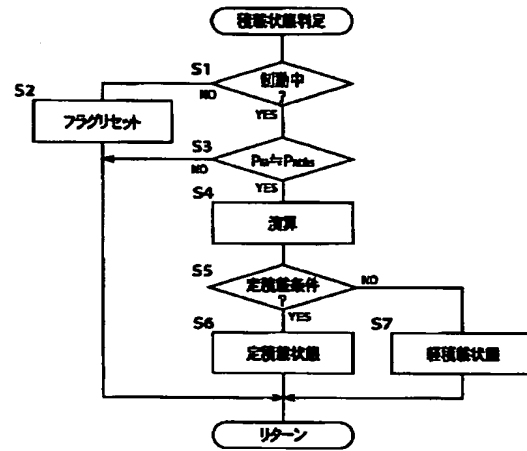 積載状態判定
S1
制動中
?
NO
YES
S2
フラグリセット
S3
NO
YES
S4
演算
S5
定積載条件
?
NO
YES
S6
定積載状態
S7
軽積載状態
リターン